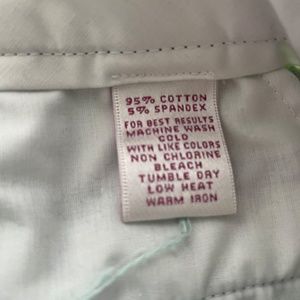 95% COTTON
5% SPANDEX
FOR BEST RESULTS
MACHINE WASH
COLD
WITH LIKE COLORS
NON CHLORINE
BLEACH
TUMBLE DRY
LOW HEAT
WARM IRON